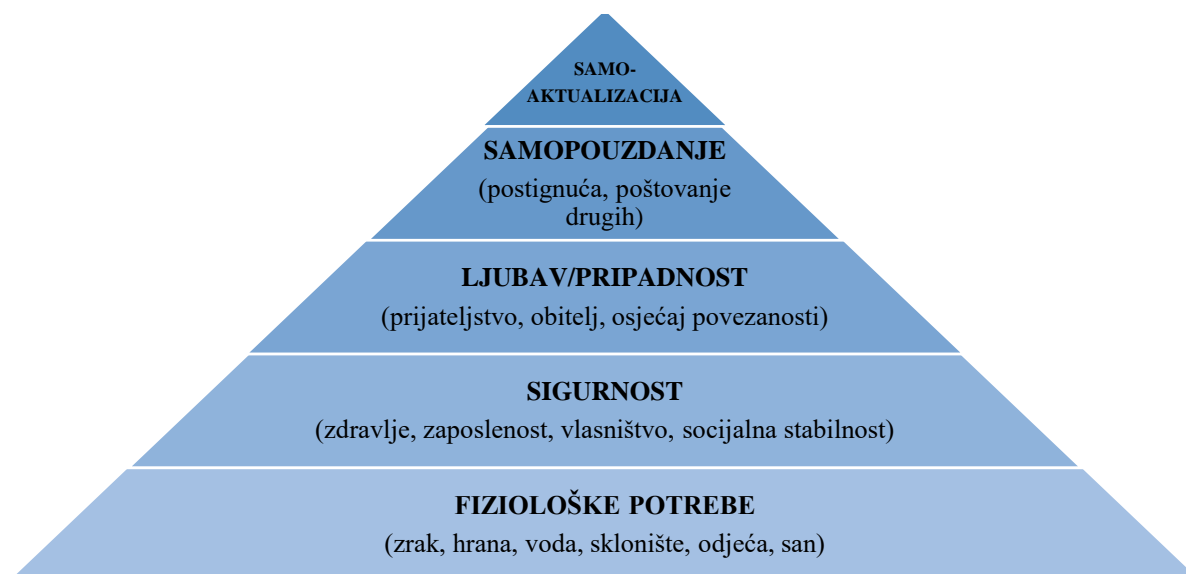 SAMO-
AKTUALIZACIJA
SAMOPOUZDANJE
(postignuća, poštovanje
drugih)
LJUBAV/PRIPADNOST
(prijateljstvo, obitelj, osjećaj povezanosti)
SIGURNOST
(zdravlje, zaposlenost, vlasništvo, socijalna stabilnost)
FIZIOLOŠKE POTREBE
(zrak, hrana, voda, sklonište, odjeća, san)